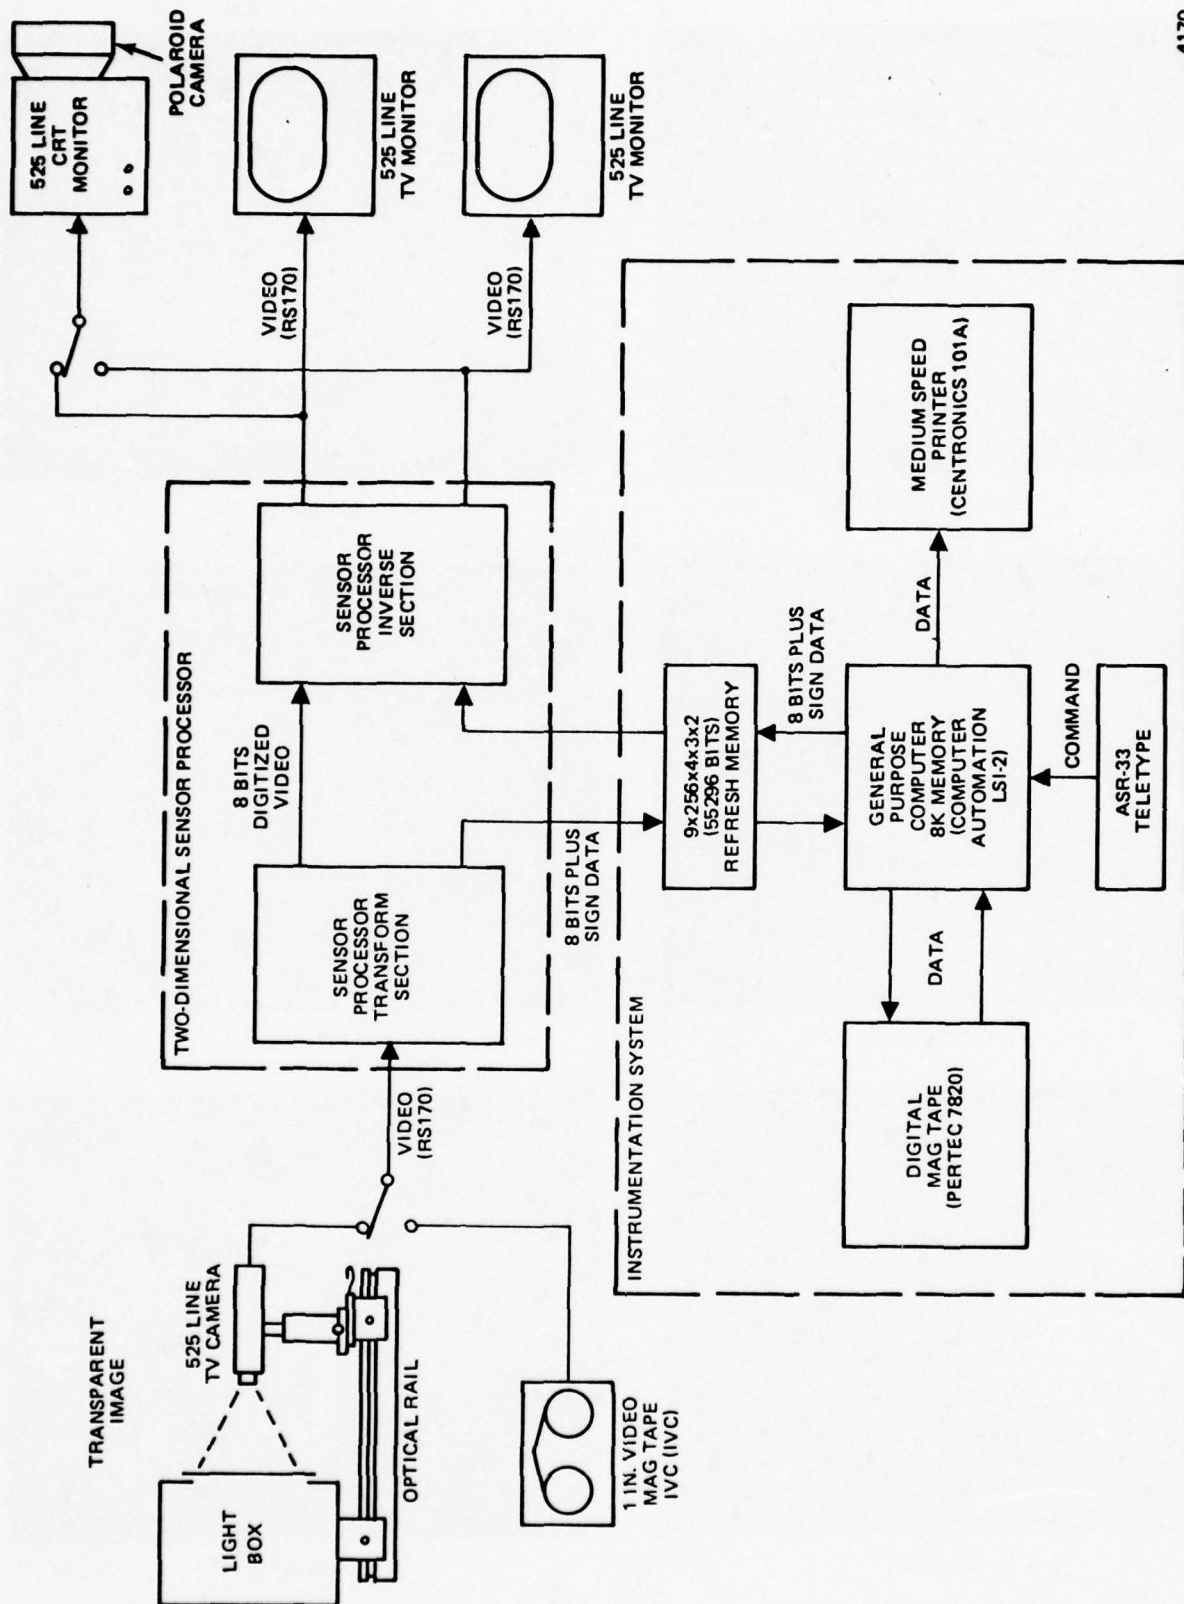 TRANSPARENT
IMAGE
LIGHT
BOX
525 LINE
TV CAMERA
OPTICAL RAIL
1 IN. VIDEO
MAG TAPE
IVC (IVC)
VIDEO
(RS170)
TWO-DIMENSIONAL SENSOR PROCESSOR
SENSOR
PROCESSOR
TRANSFORM
SECTION
8 BITS
DIGITIZED
VIDEO
SENSOR
PROCESSOR
INVERSE
SECTION
8 BITS PLUS
SIGN DATA
VIDEO
(RS170)
VIDEO
(RS170)
525 LINE
CRT
MONITOR
POLAROID
CAMERA
525 LINE
TV MONITOR
525 LINE
TV MONITOR
INSTRUMENTATION SYSTEM
9x256x4x3x2
(55296 BITS)
REFRESH MEMORY
8 BITS PLUS
SIGN DATA
DIGITAL
MAG TAPE
(PERTEC 7820)
DATA
GENERAL
PURPOSE
COMPUTER
8K MEMORY
(COMPUTER
AUTOMATION
LSI-2)
DATA
MEDIUM SPEED
PRINTER
(CENTRONICS 101A)
COMMAND
ASR-33
TELETYPE